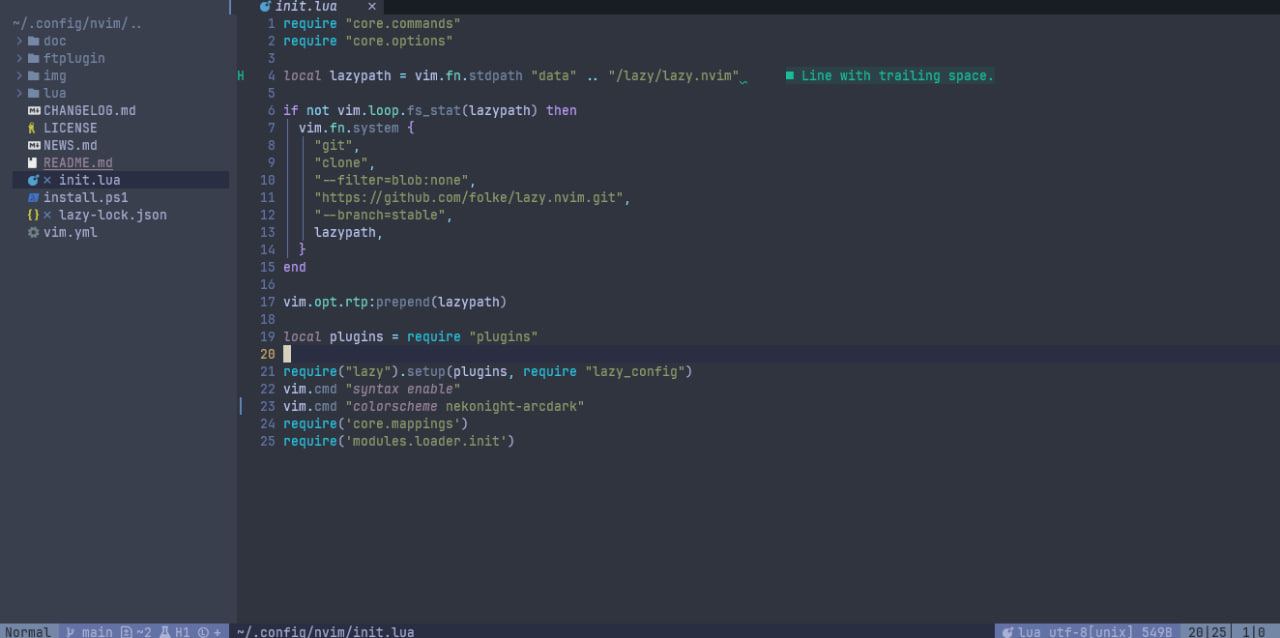 ~/.config/nvim/..
doc
ftplugin
img
lua
CHANGELOG.md
LICENSE
NEWS.md
README.md
init.lua
install.ps1
lazy-lock.json
vim.yml
init.lua ✕
1 require "core.commands"
2 require "core.options"
3
H 4 local lazypath = vim.fn.stdpath "data" .. "/lazy/lazy.nvim" ■ Line with trailing space.
5
6 if not vim.loop.fs_stat(lazypath) then
7 vim.fn.system {
8 "git",
9 "clone",
10 "--filter=blob:none",
11 "https://github.com/folke/lazy.nvim.git",
12 "--branch=stable",
13 lazypath,
14 }
15 end
16
17 vim.opt.rtp:prepend(lazypath)
18
19 local plugins = require "plugins"
20
21 require("lazy").setup(plugins, require "lazy_config")
22 vim.cmd "syntax enable"
23 vim.cmd "colorscheme nekonight-arcdark"
24 require('core.mappings')
25 require('modules.loader.init')
Normal main ~2 H1 + ~/.config/nvim/init.lua lua utf-8[unix] 549B 20|25 1|0